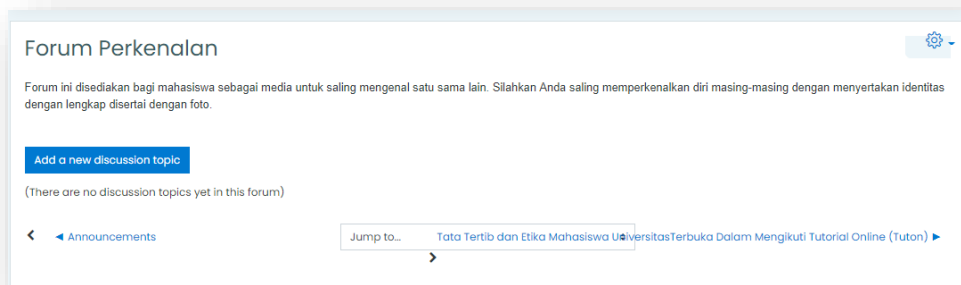 Forum Perkenalan
Forum ini disediakan bagi mahasiswa sebagai media untuk saling mengenal satu sama lain. Silahkan Anda saling memperkenalkan diri masing-masing dengan menyertakan identitas
dengan lengkap disertai dengan foto.
Add a new discussion topic
(There are no discussion topics yet in this forum)
◄ Announcements
Jump to...
Tata Tertib dan Etika Mahasiswa UniversitasTerbuka Dalam Mengikuti Tutorial Online (Tuton) ►